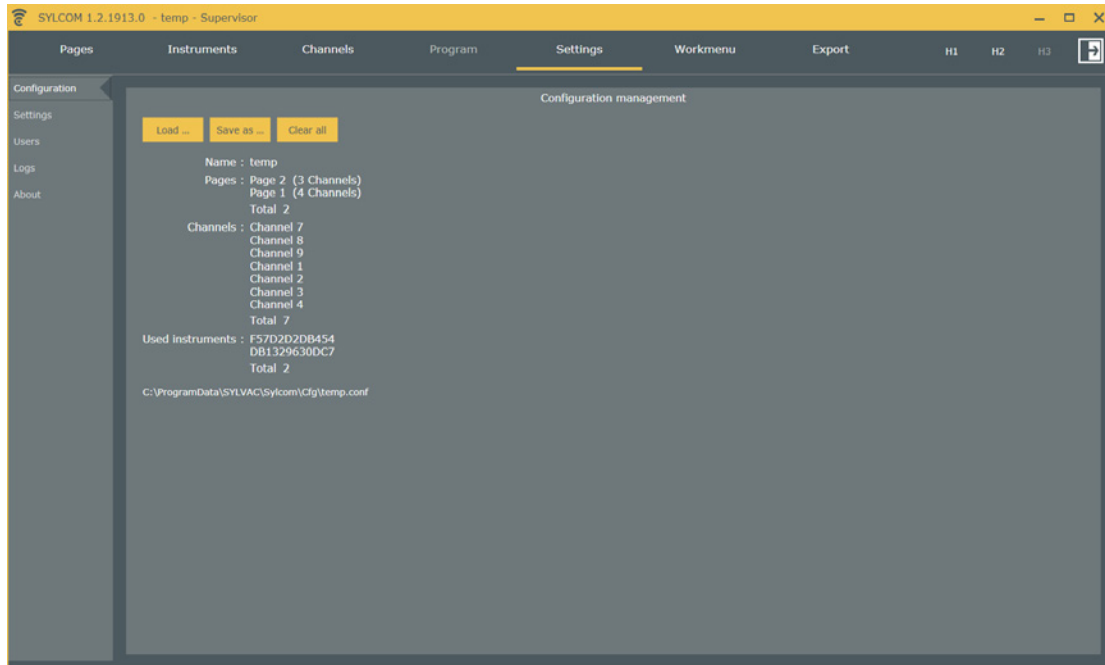 SYLCOM 1.2.1913.0 - temp - Supervisor
Pages Instruments Channels Program Settings Workmenu Export H1 H2 H3
Configuration
Settings
Users
Logs
About
Configuration management
Load ... Save as ... Clear all
Name : temp
Pages : Page 2 (3 Channels)
Page 1 (4 Channels)
Total 2
Channels : Channel 7
Channel 8
Channel 9
Channel 1
Channel 2
Channel 3
Channel 4
Total 7
Used instruments : F57D2D2DB454
DB1329630DC7
Total 2
C:\ProgramData\SYLVAC\Sylcom\Cfg\temp.conf